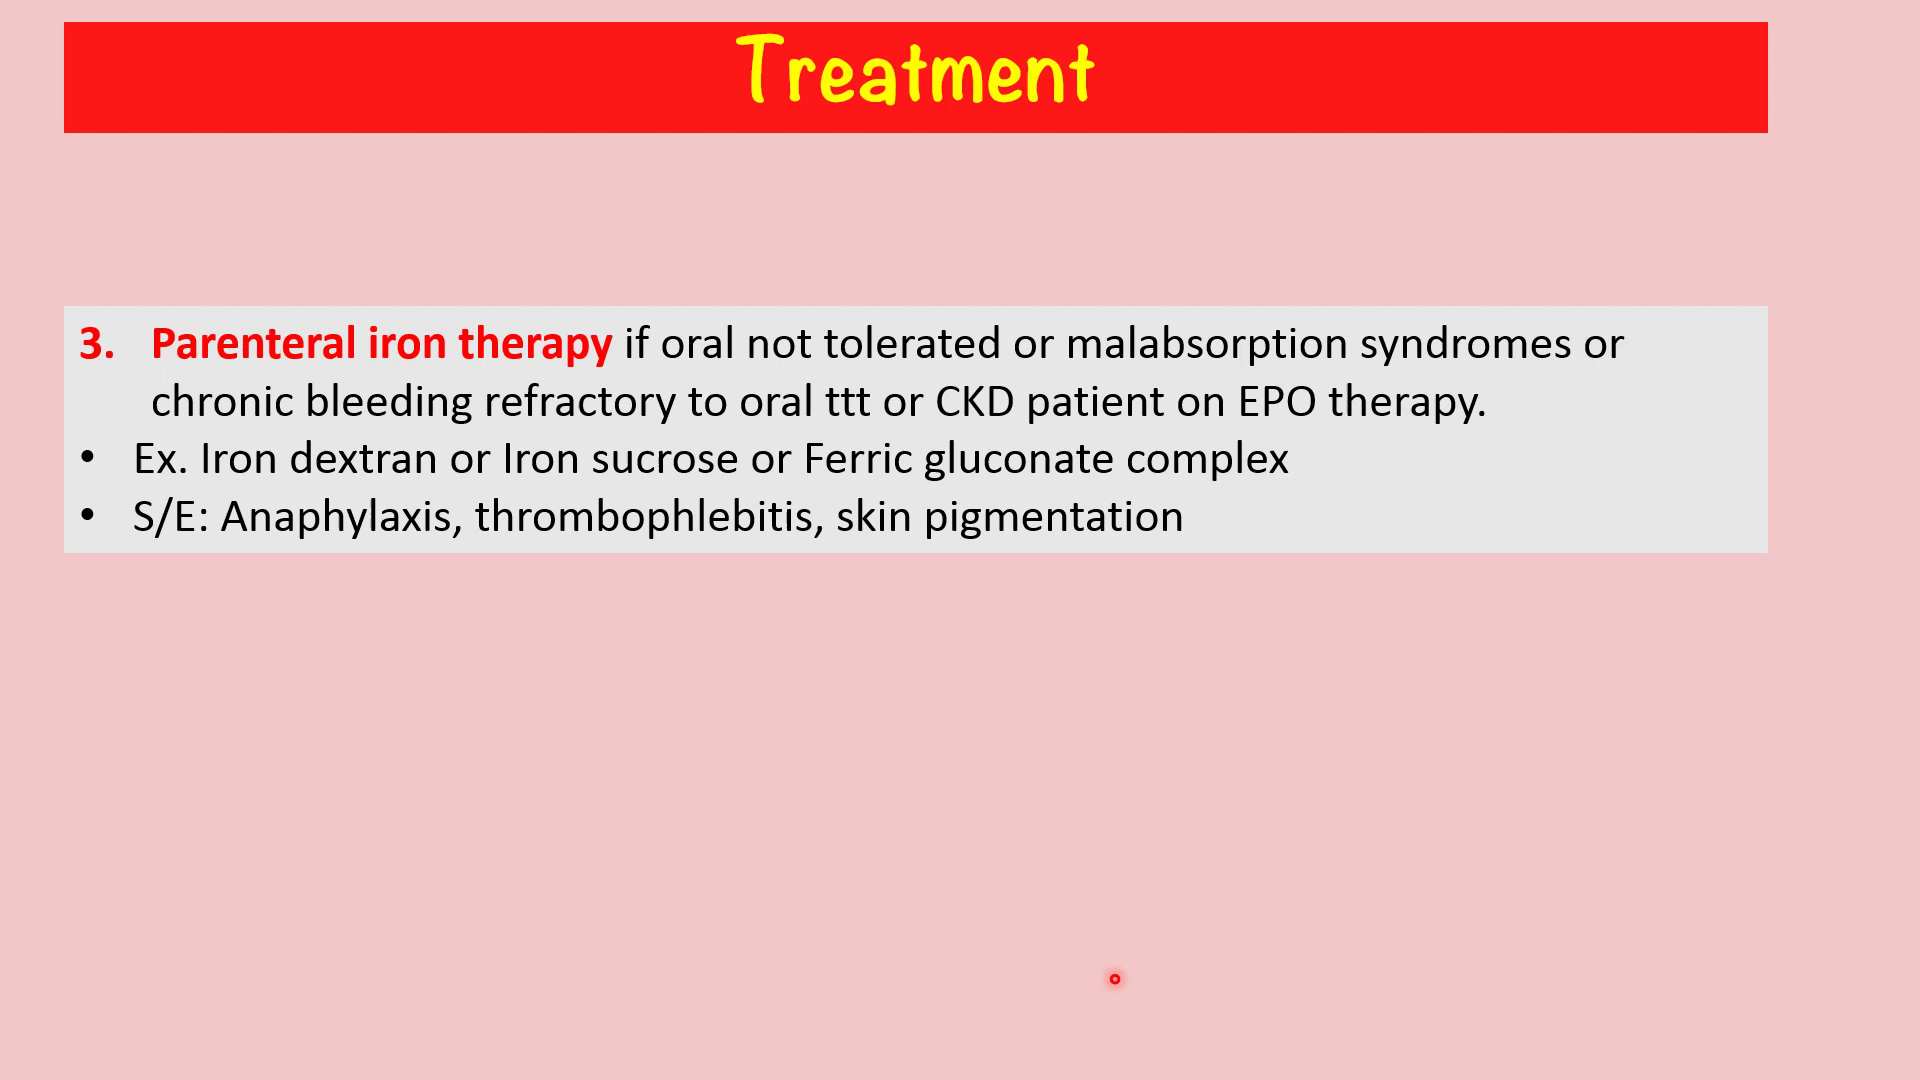 Treatment
3. Parenteral iron therapy if oral not tolerated or malabsorption syndromes or
chronic bleeding refractory to oral ttt or CKD patient on EPO therapy.
• Ex. Iron dextran or Iron sucrose or Ferric gluconate complex
• S/E: Anaphylaxis, thrombophlebitis, skin pigmentation